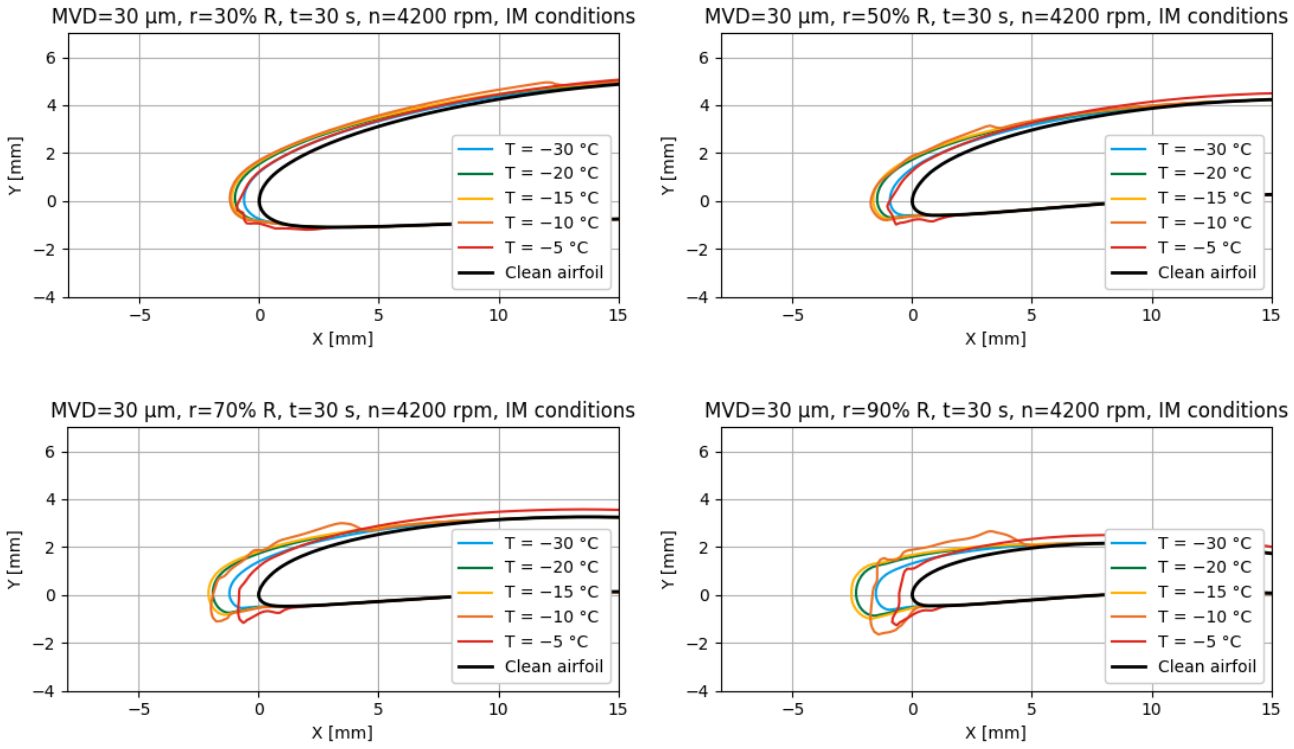 MVD=30 µm, r=30% R, t=30 s, n=4200 rpm, IM conditions
6
4
2
0
−2
−4
Y [mm]
−5
0
5
10
15
X [mm]
T = −30 °C
T = −20 °C
T = −15 °C
T = −10 °C
T = −5 °C
Clean airfoil
MVD=30 µm, r=50% R, t=30 s, n=4200 rpm, IM conditions
6
4
2
0
−2
−4
Y [mm]
−5
0
5
10
15
X [mm]
T = −30 °C
T = −20 °C
T = −15 °C
T = −10 °C
T = −5 °C
Clean airfoil
MVD=30 µm, r=70% R, t=30 s, n=4200 rpm, IM conditions
6
4
2
0
−2
−4
Y [mm]
−5
0
5
10
15
X [mm]
T = −30 °C
T = −20 °C
T = −15 °C
T = −10 °C
T = −5 °C
Clean airfoil
MVD=30 µm, r=90% R, t=30 s, n=4200 rpm, IM conditions
6
4
2
0
−2
−4
Y [mm]
−5
0
5
10
15
X [mm]
T = −30 °C
T = −20 °C
T = −15 °C
T = −10 °C
T = −5 °C
Clean airfoil